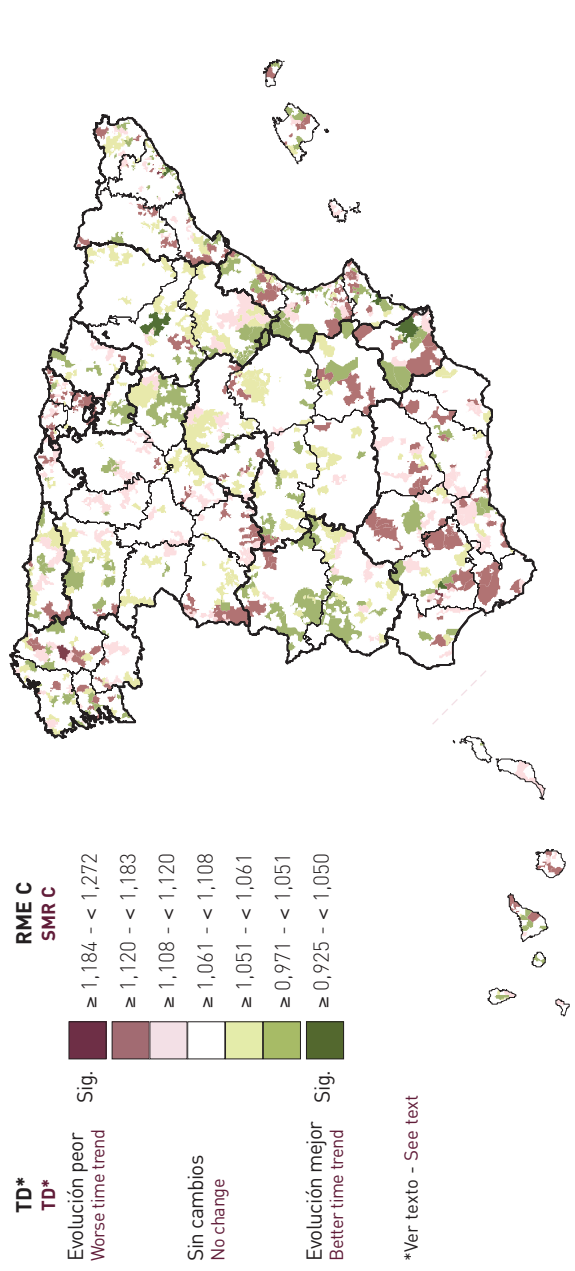 TD*
TD*
RME C
SMR C
Evolución peor
Worse time trend
Sig.
≥ 1,184 - < 1,272
≥ 1,120 - < 1,183
≥ 1,108 - < 1,120
Sin cambios
No change
≥ 1,061 - < 1,108
≥ 1,051 - < 1,061
≥ 0,971 - < 1,051
Evolución mejor
Better time trend
Sig.
≥ 0,925 - < 1,050
*Ver texto - See text